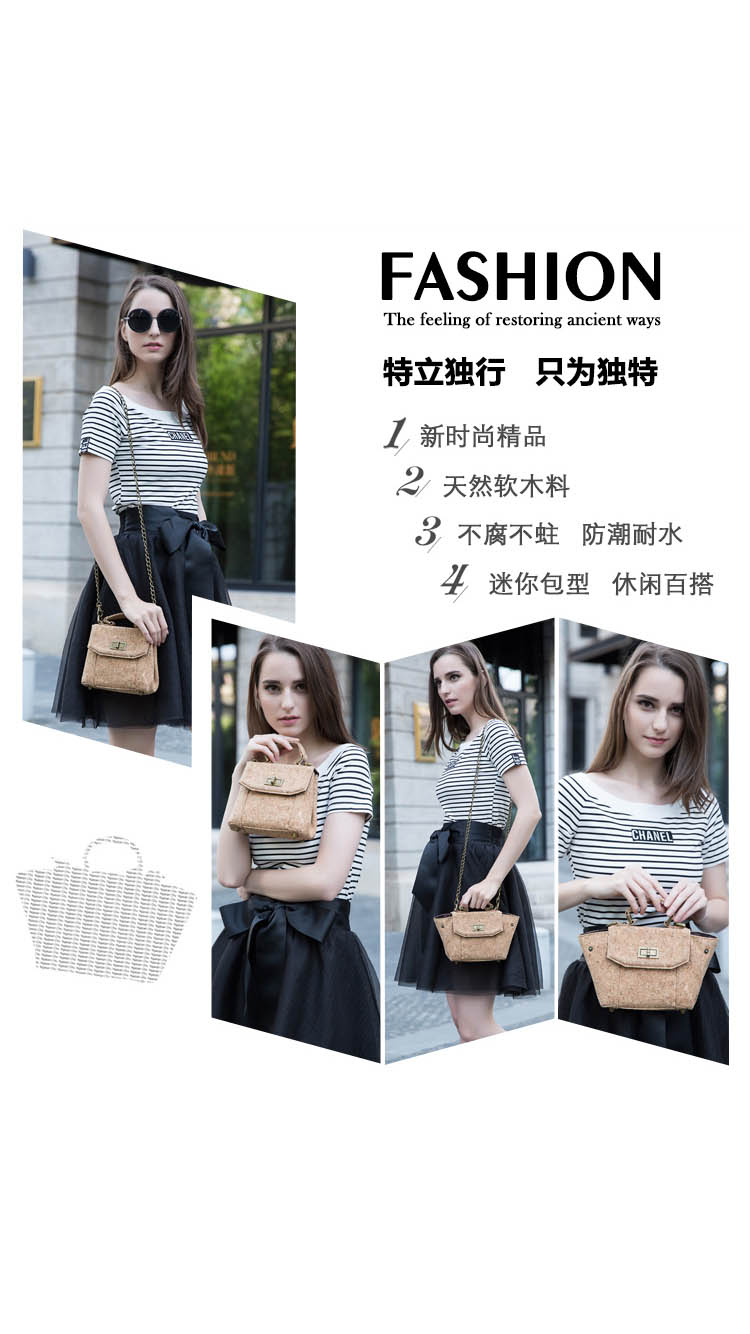 FASHION
The feeling of restoring ancient ways
特立独行 只为独特
1 新时尚精品
2 天然软木料
3 不腐不蛀 防潮耐水
4 迷你包型 休闲百搭
CHANEL
CHANEL